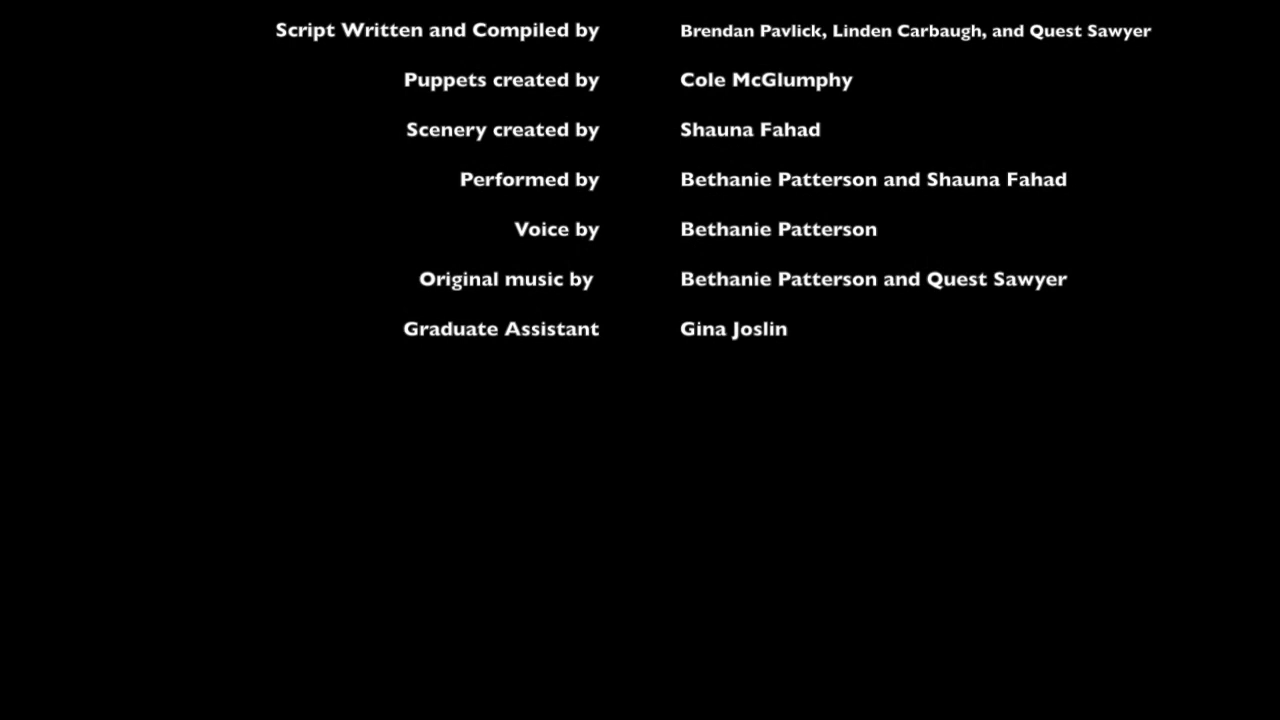 Script Written and Compiled by Brendan Pavlick, Linden Carbaugh, and Quest Sawyer
Puppets created by Cole McGlumphy
Scenery created by Shauna Fahad
Performed by Bethanie Patterson and Shauna Fahad
Voice by Bethanie Patterson
Original music by Bethanie Patterson and Quest Sawyer
Graduate Assistant Gina Joslin